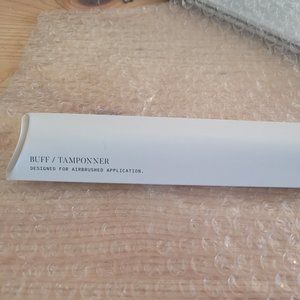 BUFF / TAMPONNER
DESIGNED FOR AIRBRUSHED APPLICATION.